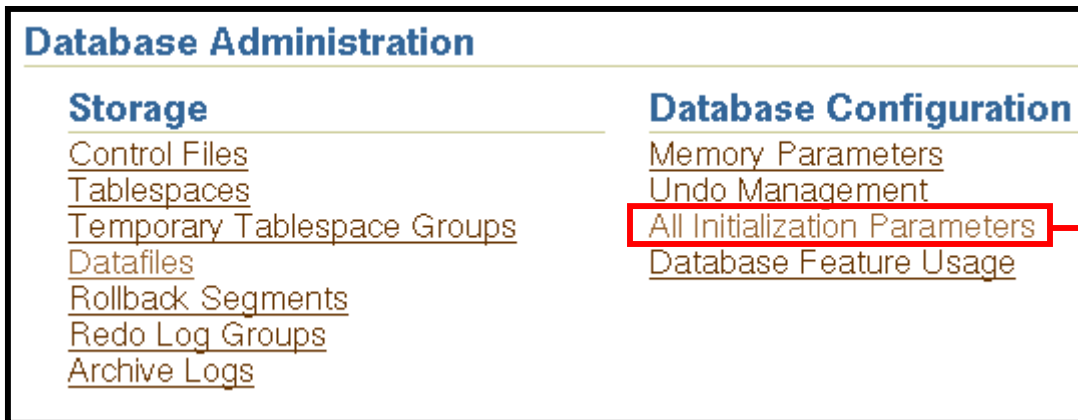 Database Administration
Storage
Control Files
Tablespaces
Temporary Tablespace Groups
Datafiles
Rollback Segments
Redo Log Groups
Archive Logs
Database Configuration
Memory Parameters
Undo Management
All Initialization Parameters
Database Feature Usage